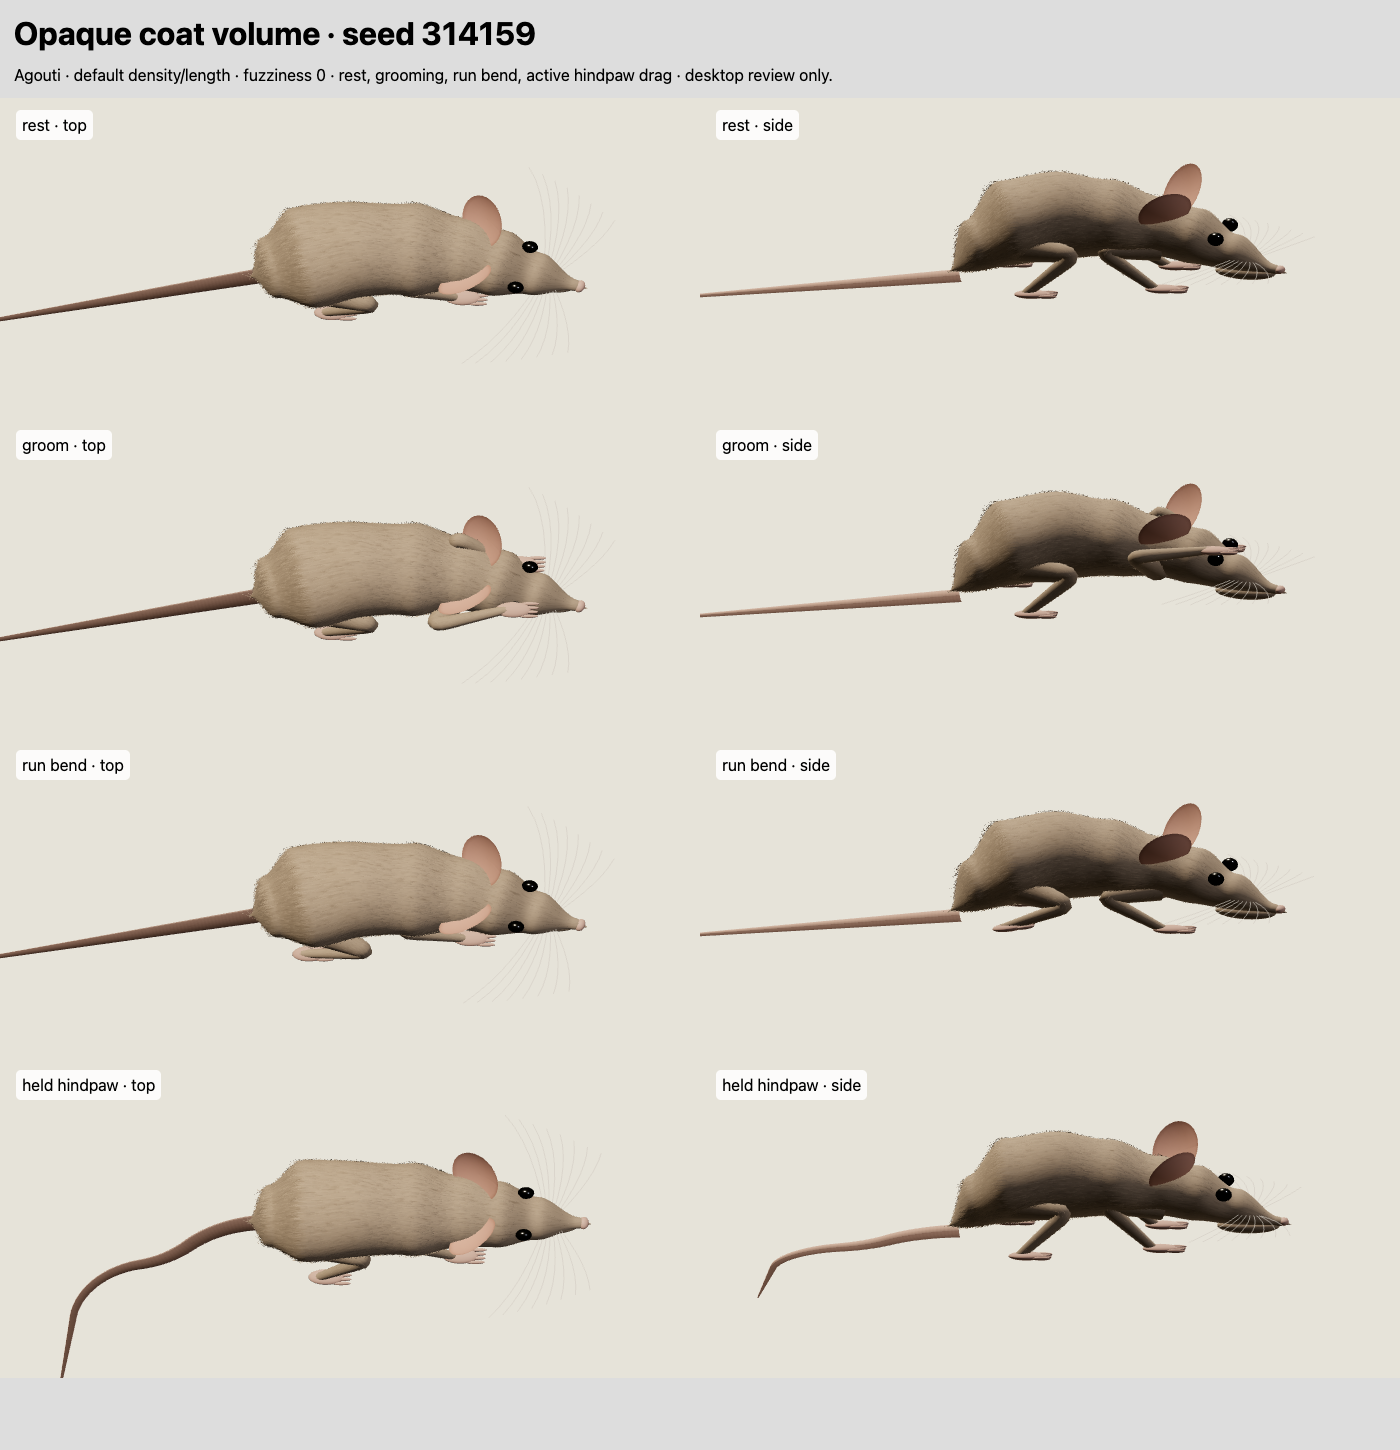 Opaque coat volume · seed 314159
Agouti · default density/length · fuzziness 0 · rest, grooming, run bend, active hindpaw drag · desktop review only.
rest · top
rest · side
groom · top
groom · side
run bend · top
run bend · side
held hindpaw · top
held hindpaw · side